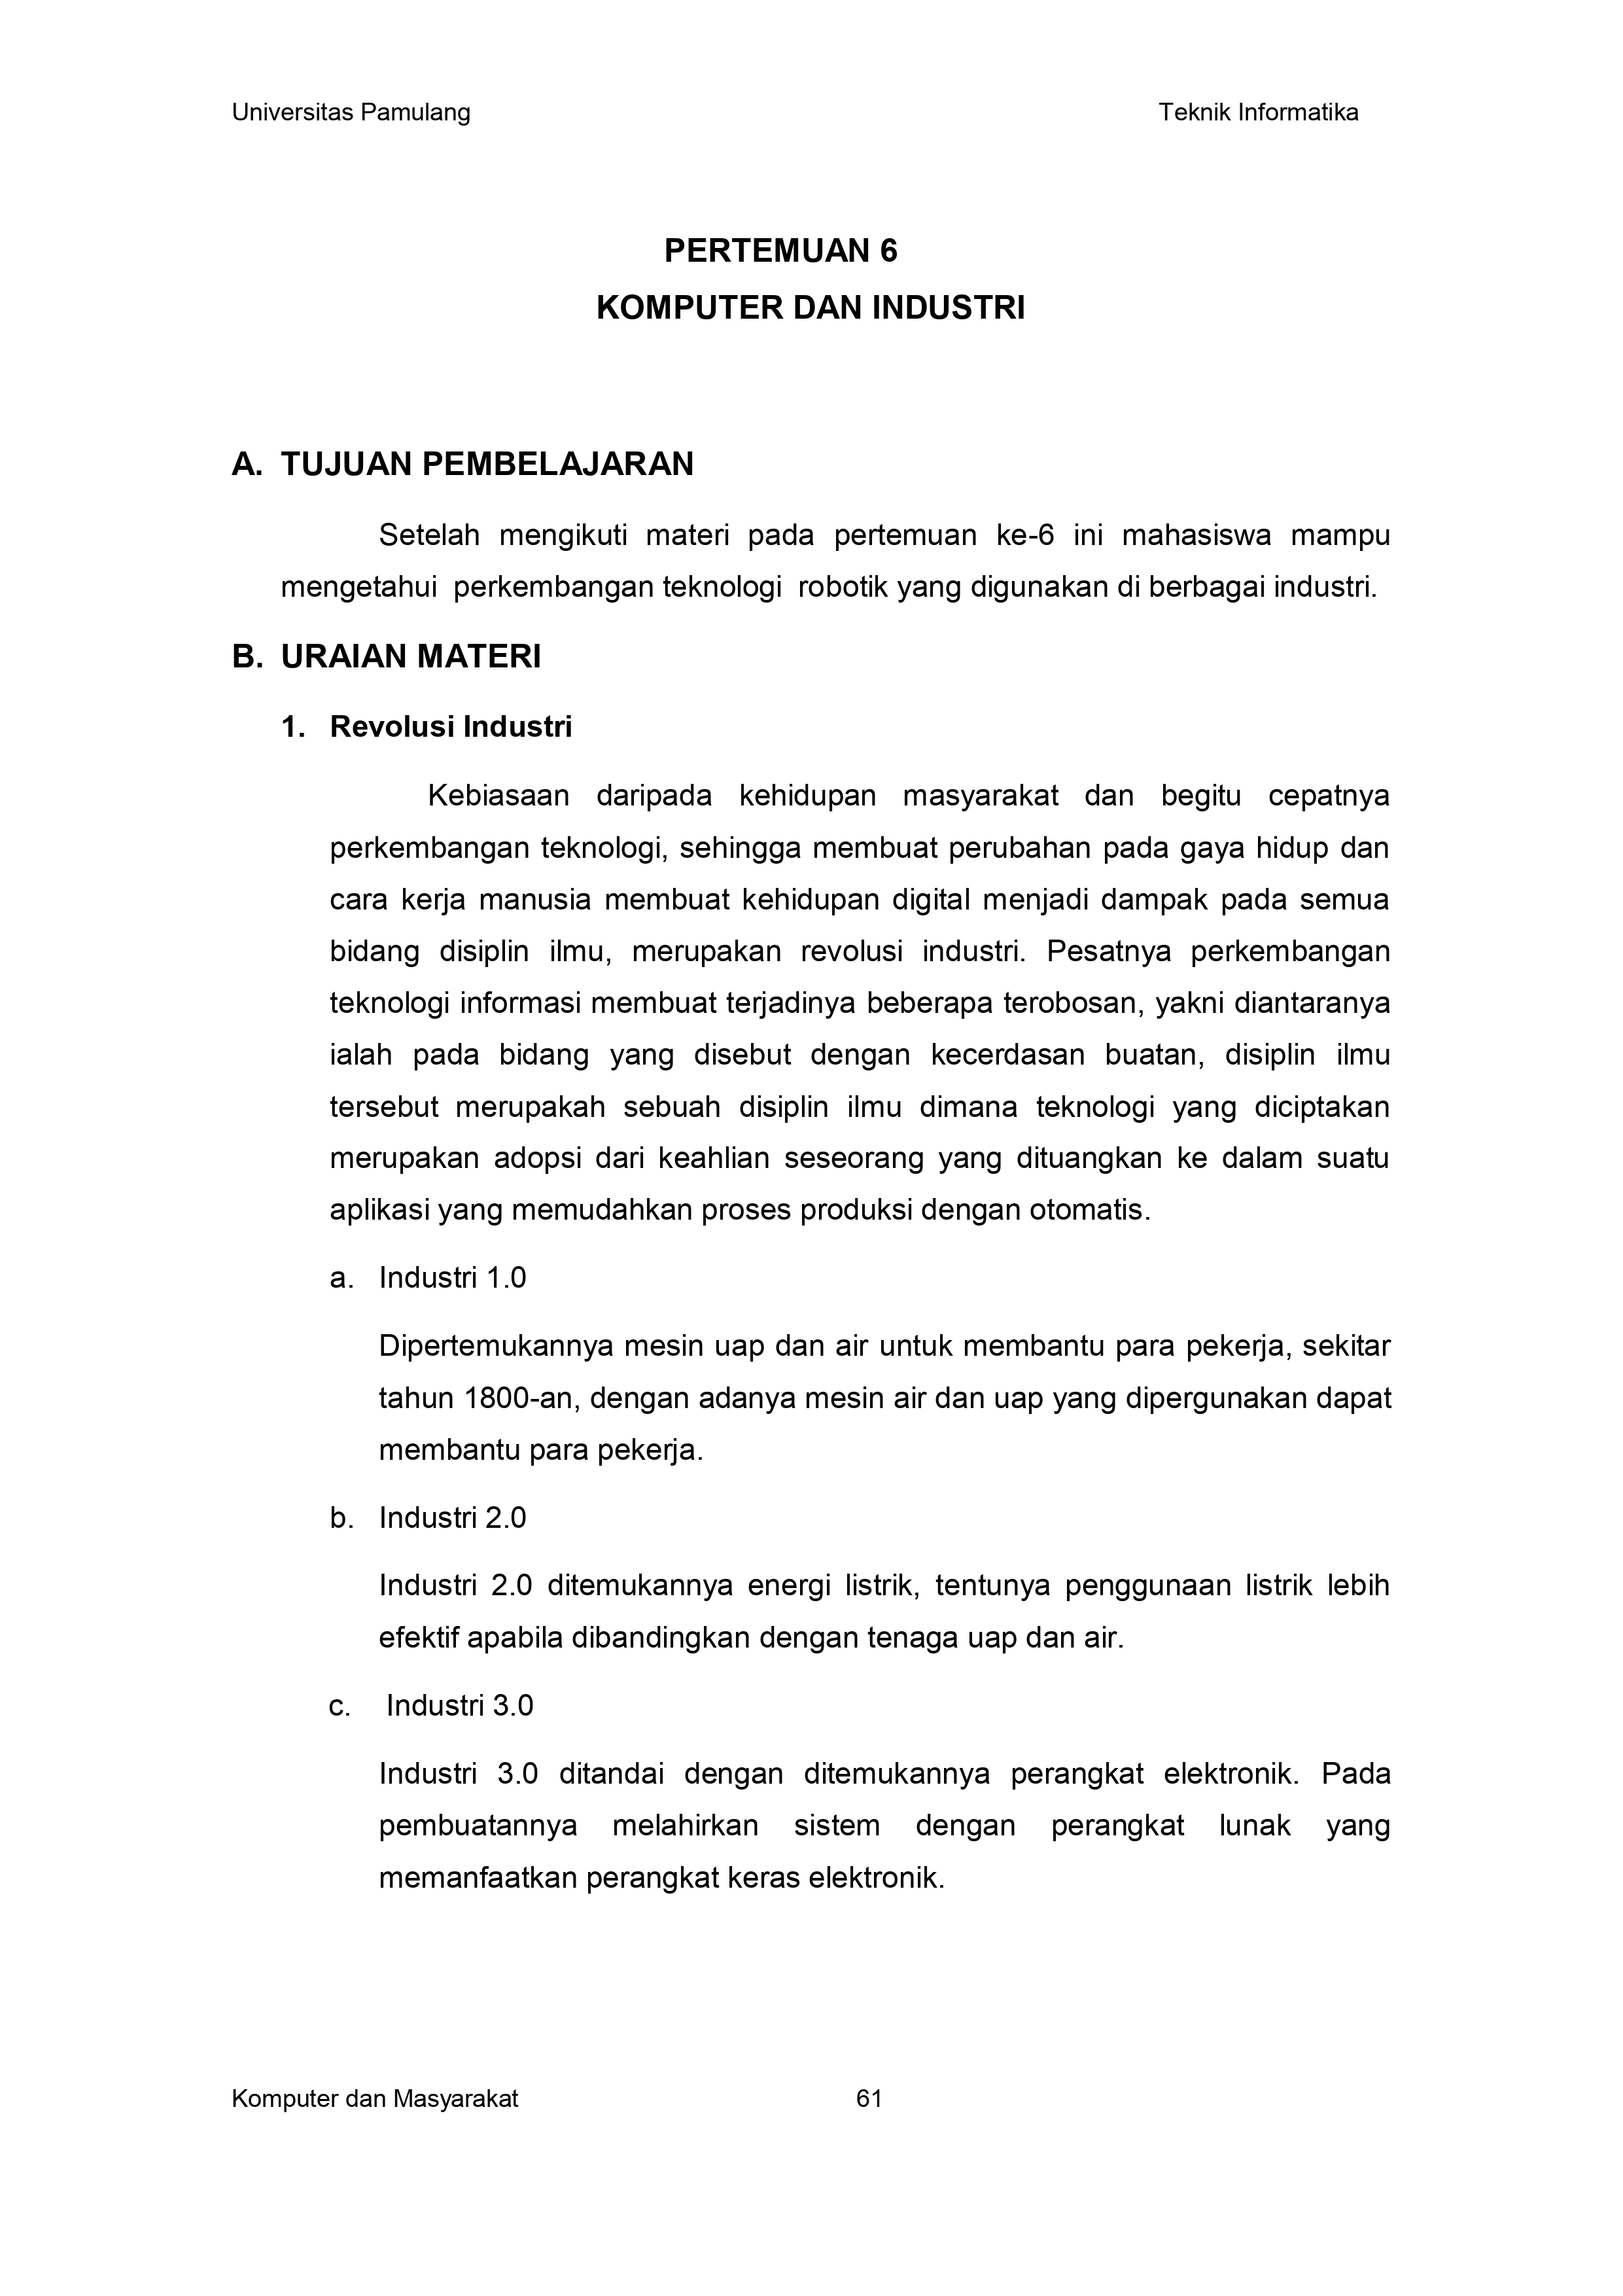 Universitas Pamulang Teknik Informatika
PERTEMUAN 6
KOMPUTER DAN INDUSTRI
A. TUJUAN PEMBELAJARAN
Setelah mengikuti materi pada pertemuan ke-6 ini mahasiswa mampu
mengetahui perkembangan teknologi robotik yang digunakan di berbagai industri.
B. URAIAN MATERI
1. Revolusi Industri
Kebiasaan daripada kehidupan masyarakat dan begitu cepatnya
perkembangan teknologi, sehingga membuat perubahan pada gaya hidup dan
cara kerja manusia membuat kehidupan digital menjadi dampak pada semua
bidang disiplin ilmu, merupakan revolusi industri. Pesatnya perkembangan
teknologi informasi membuat terjadinya beberapa terobosan, yakni diantaranya
ialah pada bidang yang disebut dengan kecerdasan buatan, disiplin ilmu
tersebut merupakah sebuah disiplin ilmu dimana teknologi yang diciptakan
merupakan adopsi dari keahlian seseorang yang dituangkan ke dalam suatu
aplikasi yang memudahkan proses produksi dengan otomatis.
a. Industri 1.0
Dipertemukannya mesin uap dan air untuk membantu para pekerja, sekitar
tahun 1800-an, dengan adanya mesin air dan uap yang dipergunakan dapat
membantu para pekerja.
b. Industri 2.0
Industri 2.0 ditemukannya energi listrik, tentunya penggunaan listrik lebih
efektif apabila dibandingkan dengan tenaga uap dan air.
c. Industri 3.0
Industri 3.0 ditandai dengan ditemukannya perangkat elektronik. Pada
pembuatannya melahirkan sistem dengan perangkat lunak yang
memanfaatkan perangkat keras elektronik.
Komputer dan Masyarakat 61